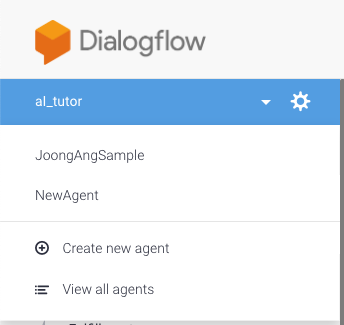 Dialogflow
al_tutor
JoongAngSample
NewAgent
Create new agent
View all agents